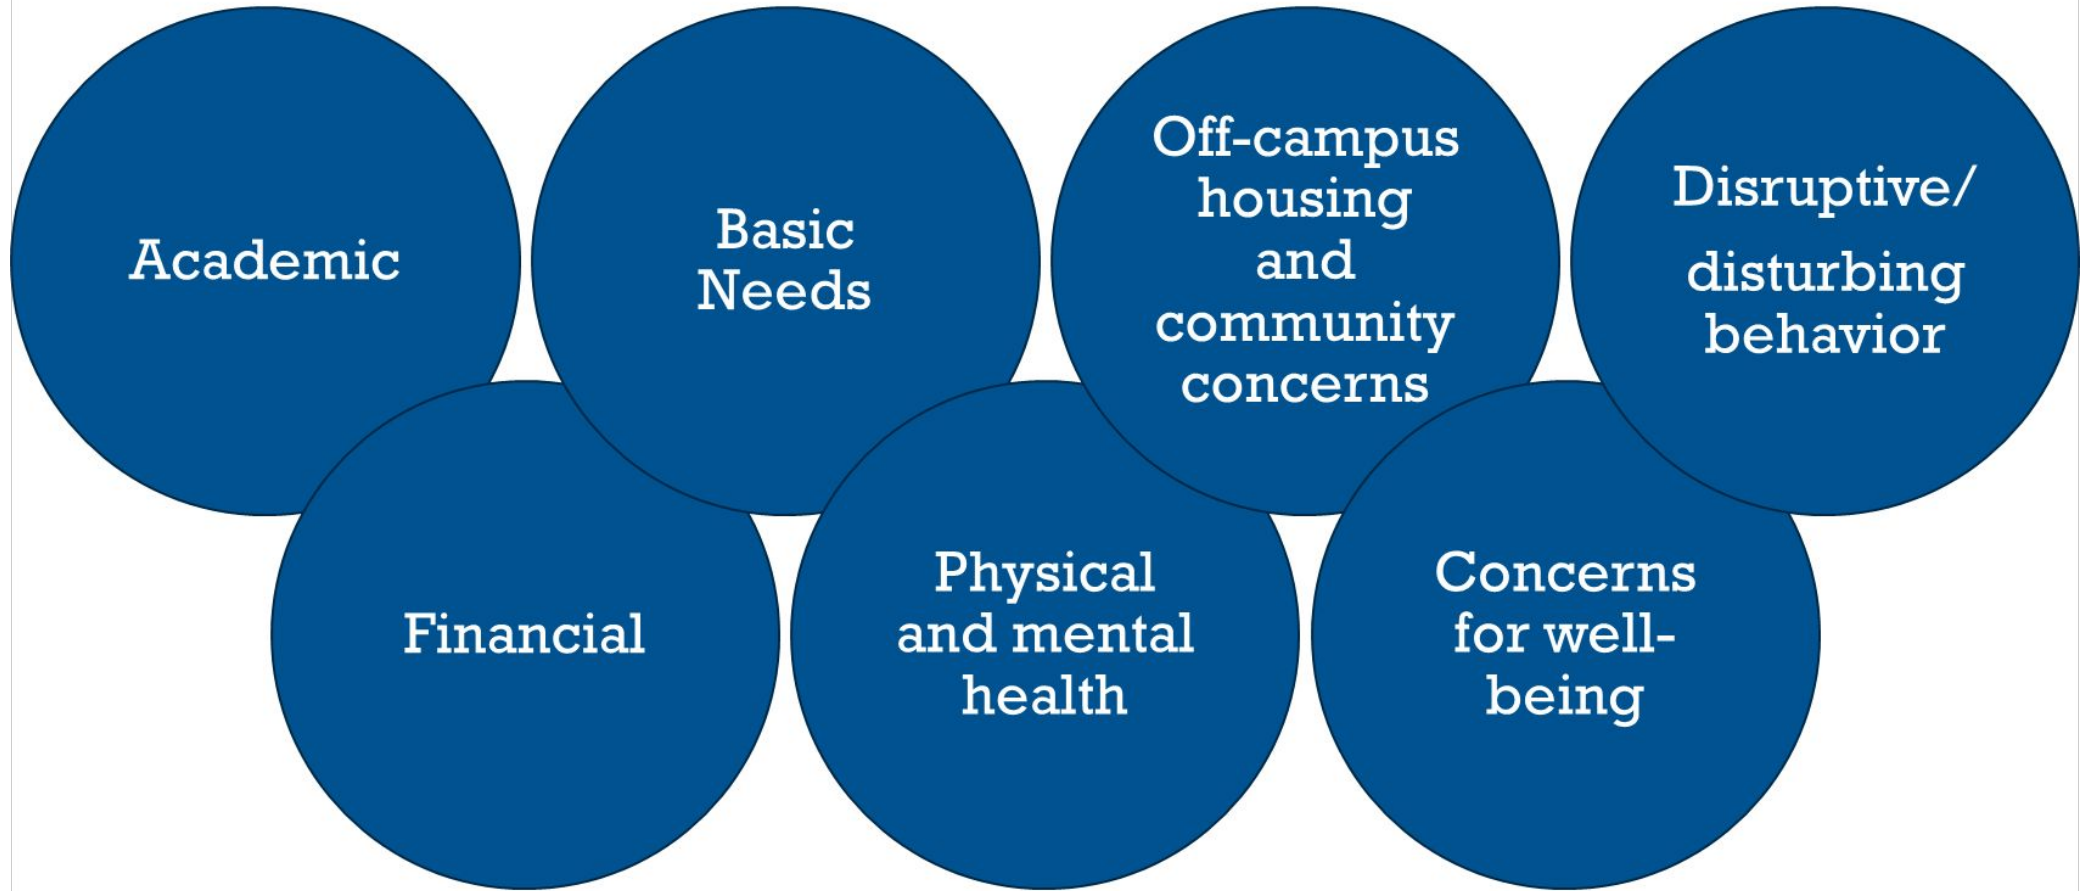 Academic
Basic
Needs
Off-campus
housing
and
community
concerns
Disruptive/
disturbing
behavior
Financial
Physical
and mental
health
Concerns
for well-
being